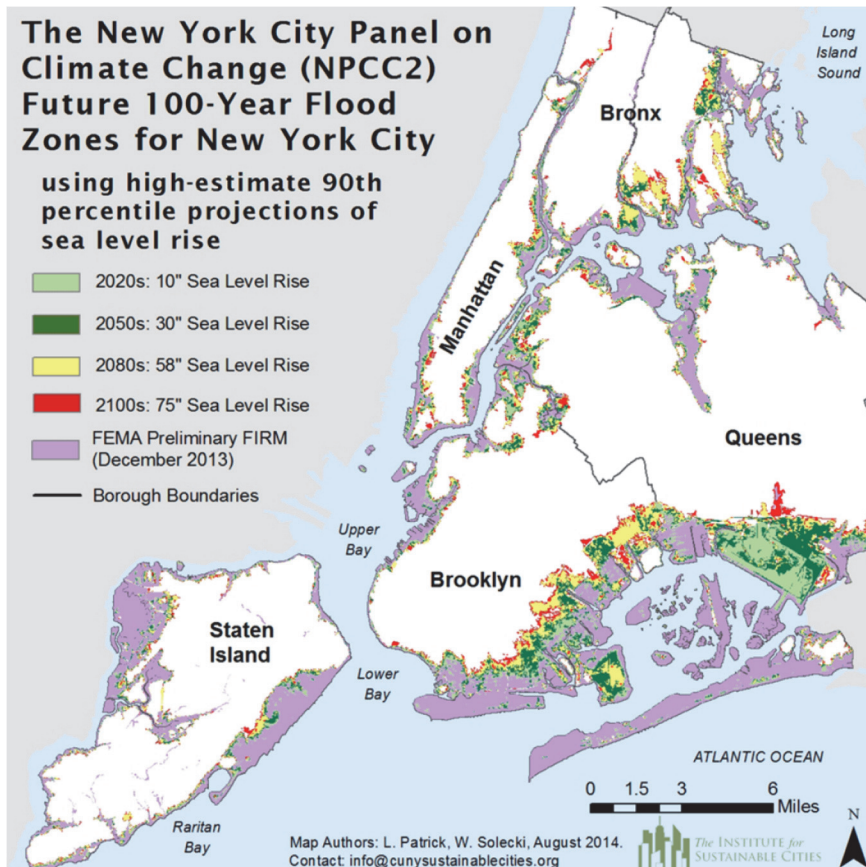 The New York City Panel on
Climate Change (NPCC2)
Future 100-Year Flood
Zones for New York City
using high-estimate 90th
percentile projections of
sea level rise
2020s: 10" Sea Level Rise
2050s: 30" Sea Level Rise
2080s: 58" Sea Level Rise
2100s: 75" Sea Level Rise
FEMA Preliminary FIRM
(December 2013)
Borough Boundaries
Long
Island
Sound
Bronx
Manhattan
Queens
Upper
Bay
Brooklyn
Staten
Island
Lower
Bay
ATLANTIC OCEAN
0 1.5 3 6
Miles
Raritan
Bay
N
Map Authors: L. Patrick, W. Solecki, August 2014.
Contact: info@cunysustainablecities.org
The INSTITUTE for
SUSTAINABLE CITIES